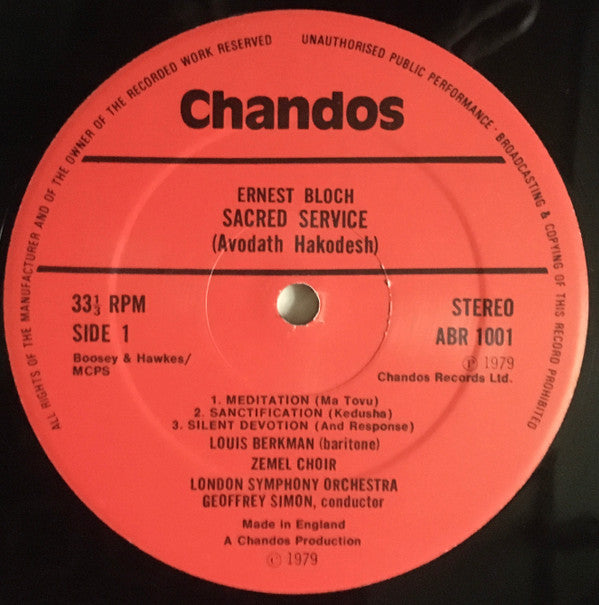 ALL RIGHTS OF THE MANUFACTURER AND OF THE OWNER OF THE RECORDED WORK RESERVED
UNAUTHORISED PUBLIC PERFORMANCE · BROADCASTING & COPYING OF THIS RECORD PROHIBITED
Chandos
ERNEST BLOCH
SACRED SERVICE
(Avodath Hakodesh)
33⅓ RPM
SIDE 1
Boosey & Hawkes/
MCPS
STEREO
ABR 1001
℗ 1979
Chandos Records Ltd.
1. MEDITATION (Ma Tovu)
2. SANCTIFICATION (Kedusha)
3. SILENT DEVOTION (And Response)
LOUIS BERKMAN (baritone)
ZEMEL CHOIR
LONDON SYMPHONY ORCHESTRA
GEOFFREY SIMON, conductor
Made in England
A Chandos Production
© 1979